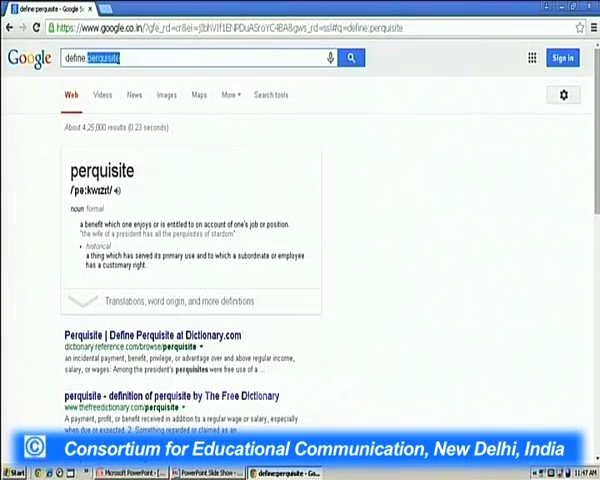 define:perquisite - Google Se
https://www.google.co.in/?gfe_rd=cr&ei=
define:perquisite
Google
define:perquisite
Sign in
Web Videos News Images Maps More Search tools
About 4,25,000 results (0.23 seconds)
perquisite
/ˈpəːkwɪzɪt/
noun formal
a benefit which one enjoys or is entitled to on account of one's job or position.
"the wife of a president has all the perquisites of stardom"
• historical
a thing which has served its primary use and to which a subordinate or employee
has a customary right.
Translations, word origin, and more definitions
Perquisite | Define Perquisite at Dictionary.com
dictionary.reference.com/browse/perquisite
an incidental payment, benefit, privilege, or advantage over and above regular income,
salary, or wages: Among the president's perquisites were free use of a ...
perquisite - definition of perquisite by The Free Dictionary
www.thefreedictionary.com/perquisite
A payment, profit, or benefit received in addition to a regular wage or salary, especially
when due or expected. 2. Something regarded or claimed as an
© Consortium for Educational Communication, New Delhi, India
Start Microsoft PowerPoint - [... PowerPoint Slide Show - ... define:perquisite - Go... 11:47 AM